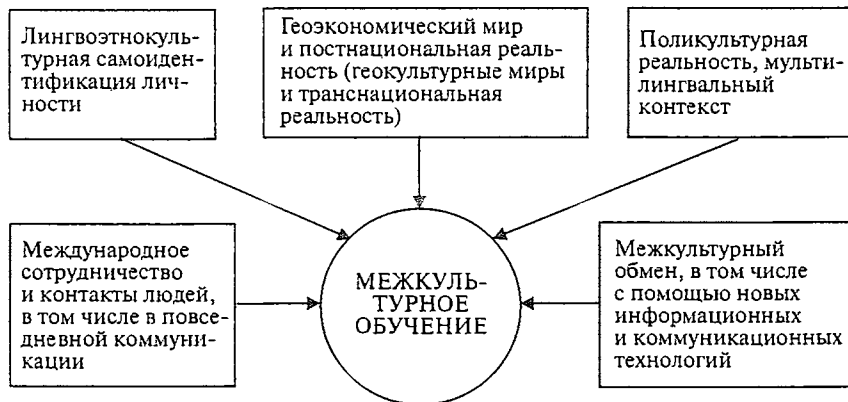 Лингвоэтнокуль-
турная самоиден-
тификация лич-
ности
Геоэкономический мир
и постнациональная реаль-
ность (геокультурные миры
и транснациональная
реальность)
Поликультурная
реальность, мульти-
лингвальный
контекст
Международное
сотрудничество
и контакты людей,
в том числе в повсе-
дневной коммуни-
кации
МЕЖКУЛЬ-
ТУРНОЕ
ОБУЧЕНИЕ
Межкультурный
обмен, в том числе
с помощью новых
информационных
и коммуникационных
технологий